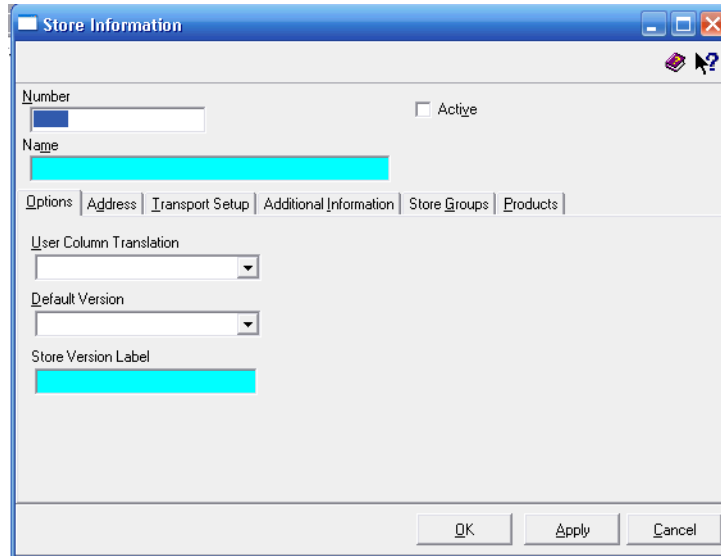 Store Information
Number
Active
Name
Options Address Transport Setup Additional Information Store Groups Products
User Column Translation
Default Version
Store Version Label
OK Apply Cancel